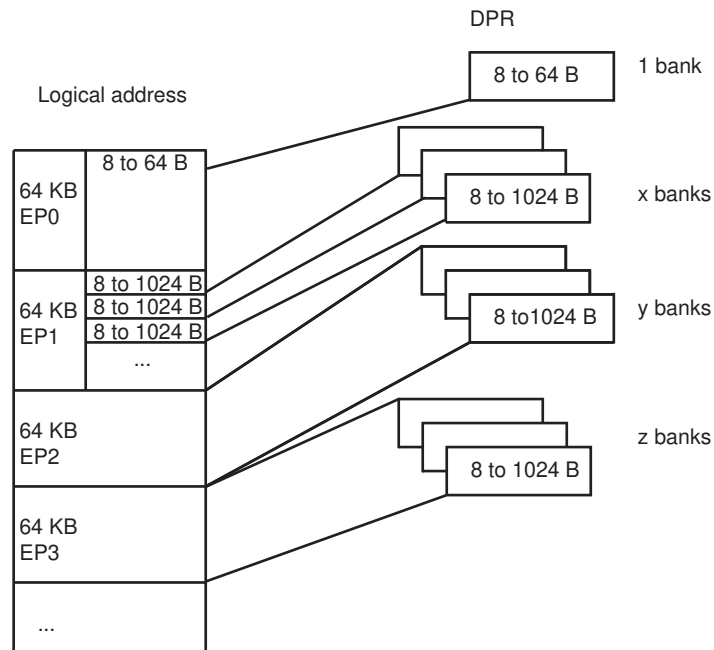 DPR
8 to 64 B
1 bank
Logical address
8 to 64 B
64 KB
EP0
8 to 1024 B
x banks
8 to 1024 B
8 to 1024 B
8 to 1024 B
64 KB
EP1
...
8 to1024 B
y banks
64 KB
EP2
8 to 1024 B
z banks
64 KB
EP3
...